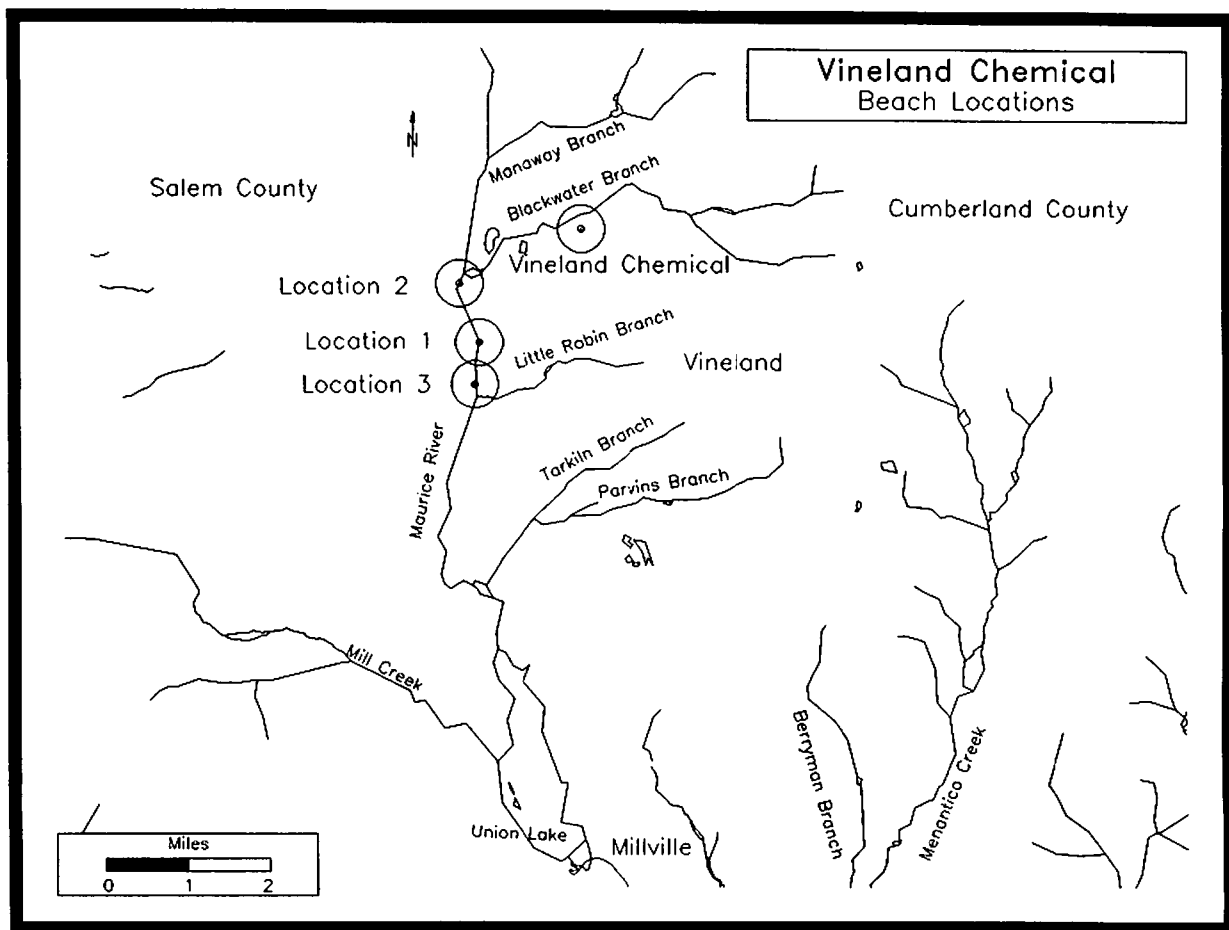 Vineland Chemical
Beach Locations
N
Manaway Branch
Salem County
Blackwater Branch
Cumberland County
Vineland Chemical
Location 2
Location 1
Little Robin Branch
Vineland
Location 3
Tarkiln Branch
Maurice River
Parvins Branch
Mill Creek
Berryman Branch
Menantico Creek
Union Lake
Millville
Miles
0 1 2